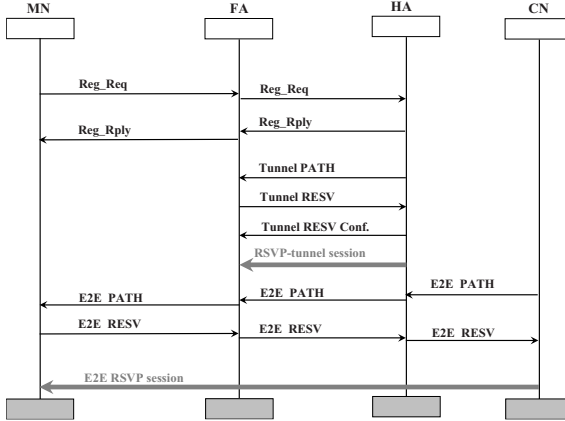 MN FA HA CN
Reg_Req
Reg_Req
Reg_Rply
Reg_Rply
Tunnel PATH
Tunnel RESV
Tunnel RESV Conf.
RSVP-tunnel session
E2E PATH
E2E PATH
E2E PATH
E2E RESV
E2E RESV
E2E RESV
E2E RSVP session